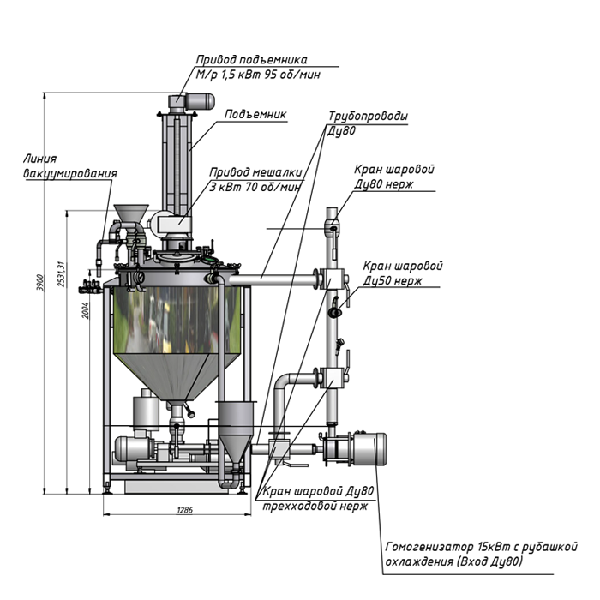 Привод подъемника
М/р 1,5 кВт 95 об/мин
Подъемник
Трубопроводы
Ду80
Линия
вакуумирования
Привод мешалки
3 кВт 70 об/мин
Кран шаровой
Ду80 нерж
Кран шаровой
Ду50 нерж
3900
2531,31
2004
1286
Кран шаровой Ду80
трехходовой нерж
Гомогенизатор 15кВт с рубашкой
охлаждения (Вход Ду80)